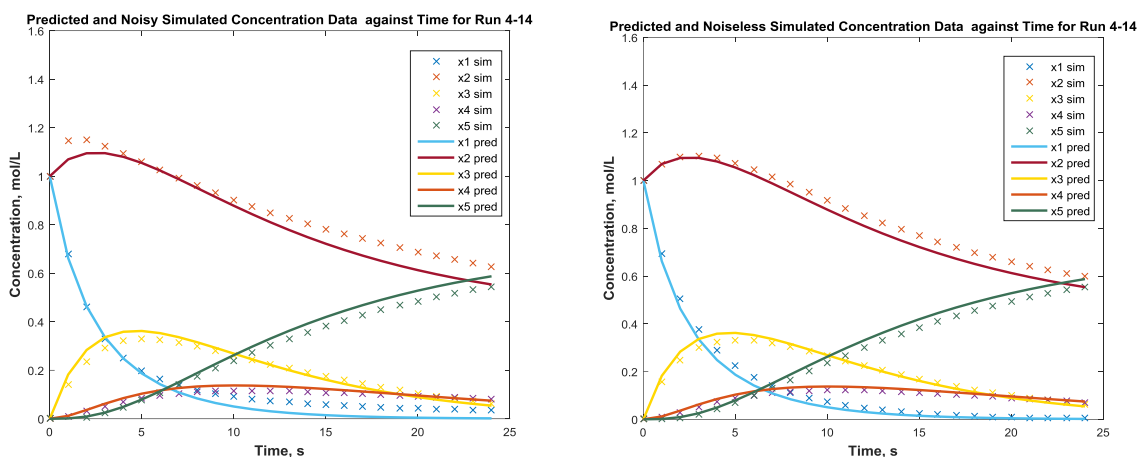 Predicted and Noisy Simulated Concentration Data against Time for Run 4-14
1.6
1.4
1.2
1
0.8
0.6
0.4
0.2
0
Concentration, mol/L
x1 sim
x2 sim
x3 sim
x4 sim
x5 sim
x1 pred
x2 pred
x3 pred
x4 pred
x5 pred
0 5 10 15 20 25
Time, s
Predicted and Noiseless Simulated Concentration Data against Time for Run 4-14
1.6
1.4
1.2
1
0.8
0.6
0.4
0.2
0
Concentration, mol/L
x1 sim
x2 sim
x3 sim
x4 sim
x5 sim
x1 pred
x2 pred
x3 pred
x4 pred
x5 pred
0 5 10 15 20 25
Time, s